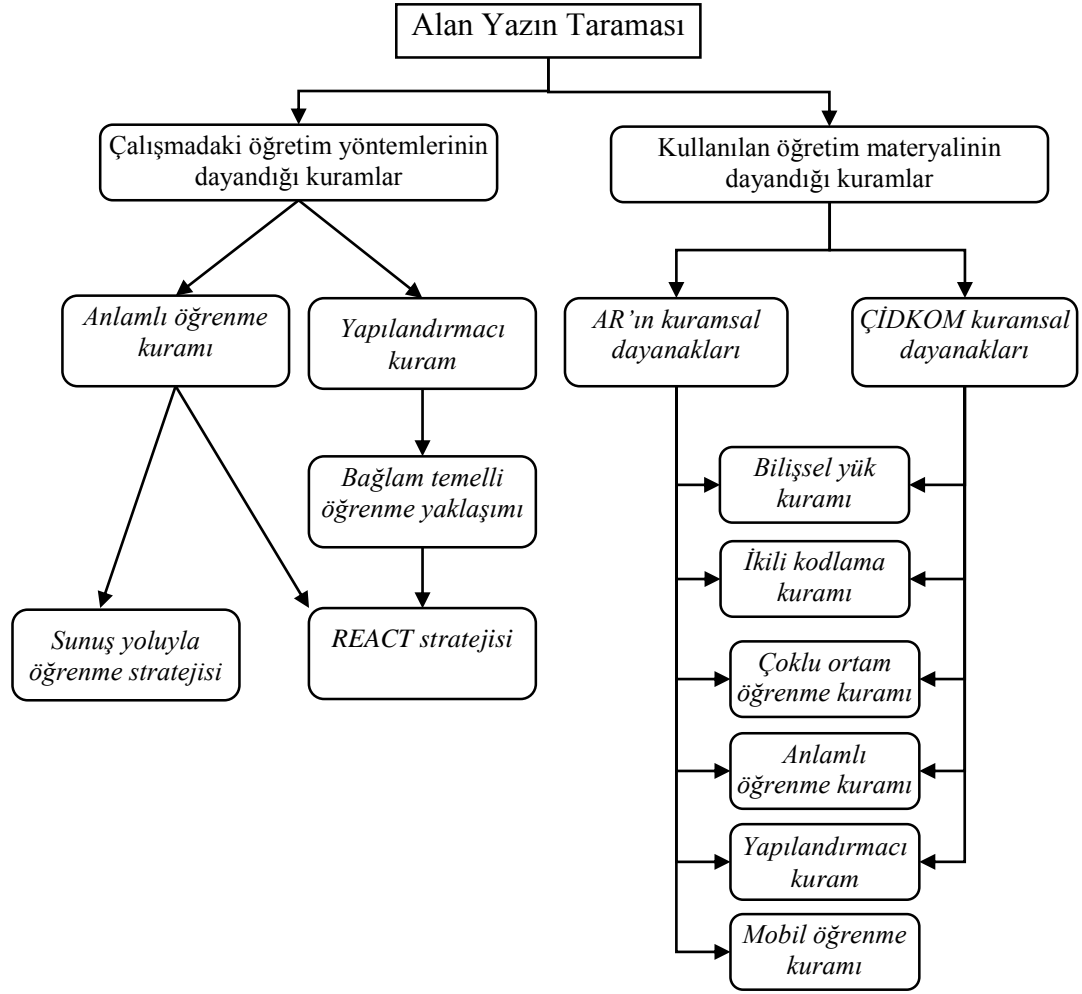 Alan Yazın Taraması
Çalışmadaki öğretim yöntemlerinin
dayandığı kuramlar
Kullanılan öğretim materyalinin
dayandığı kuramlar
Anlamlı öğrenme
kuramı
Yapılandırmacı
kuram
AR’ın kuramsal
dayanakları
ÇİDKOM kuramsal
dayanakları
Bağlam temelli
öğrenme yaklaşımı
Sunuş yoluyla
öğrenme stratejisi
REACT stratejisi
Bilişsel yük
kuramı
İkili kodlama
kuramı
Çoklu ortam
öğrenme kuramı
Anlamlı
öğrenme kuramı
Yapılandırmacı
kuram
Mobil öğrenme
kuramı